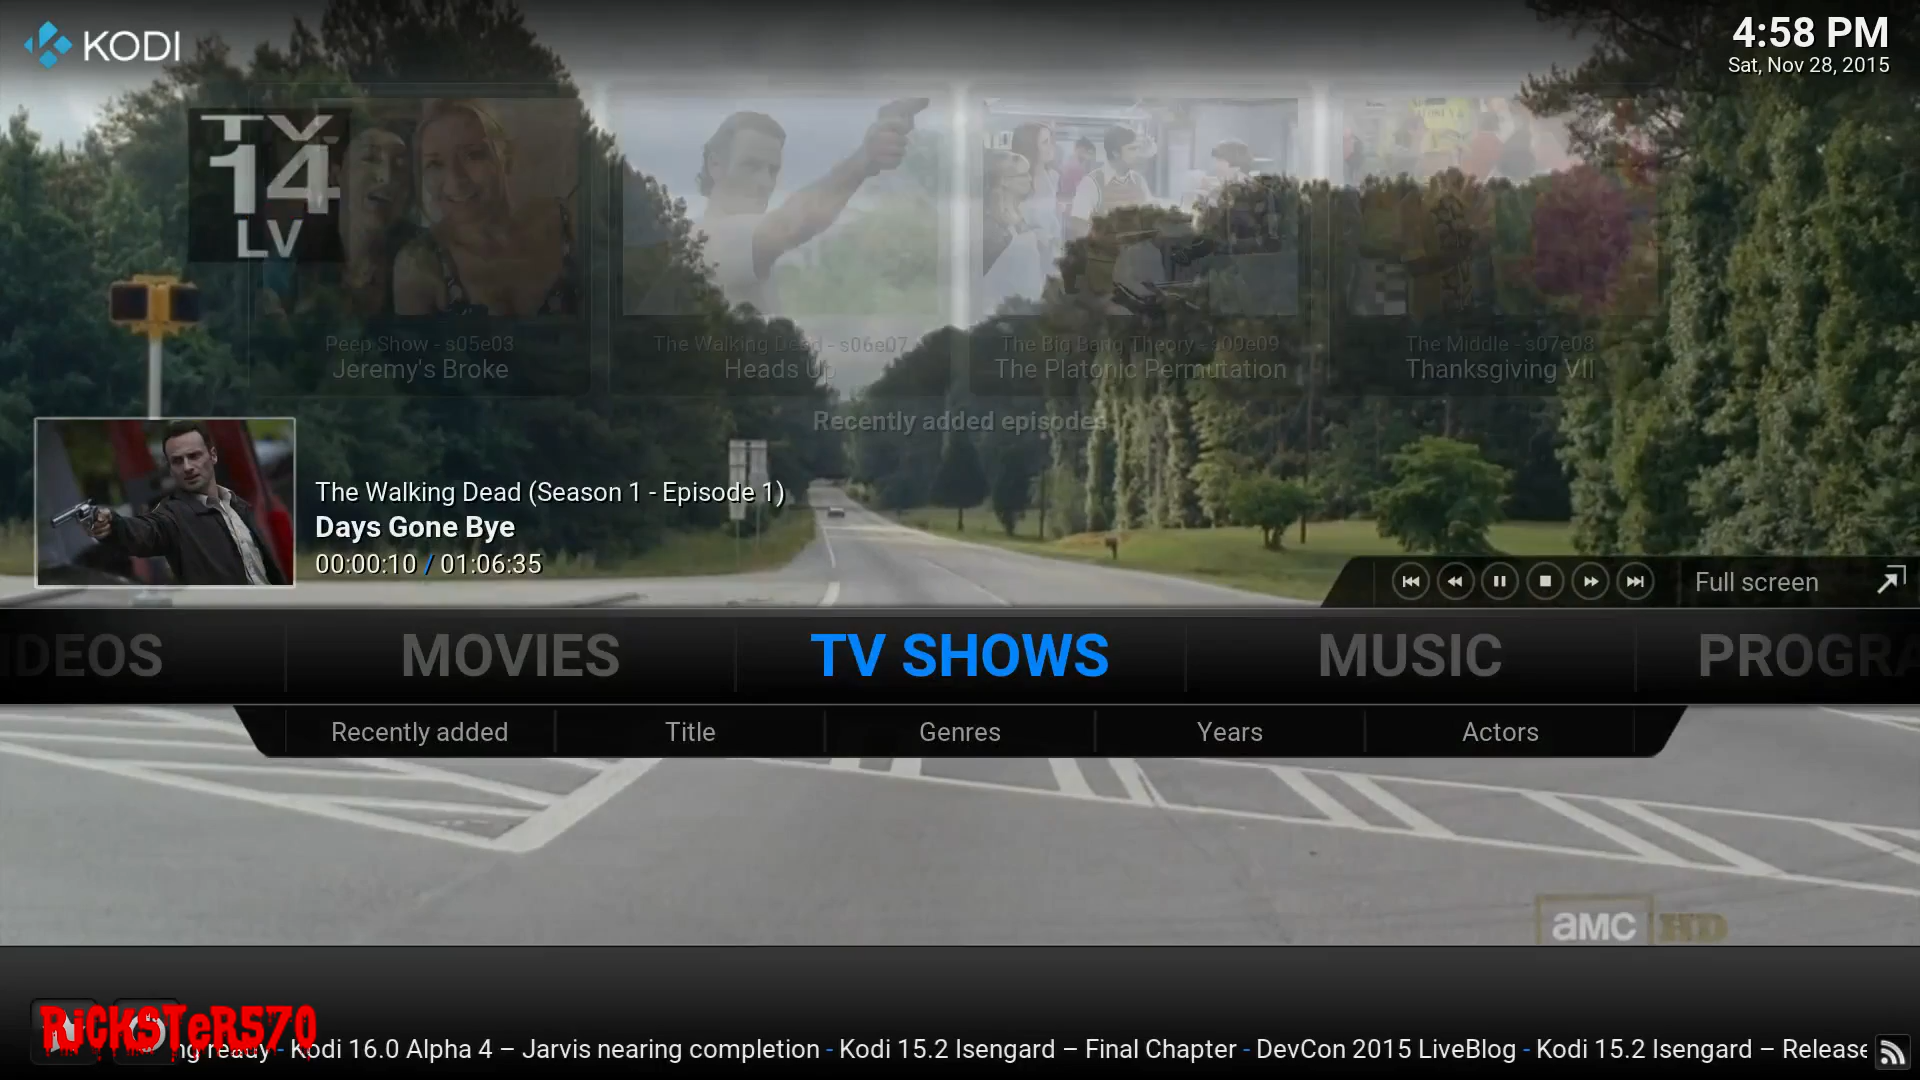 KODI
4:58 PM
Sat, Nov 28, 2015
TV-
14
LV
Peep Show - s05e03
Jeremy's Broke
The Walking Dead - s06e07
Heads Up
The Big Bang Theory - s09e09
The Platonic Permutation
The Middle - s07e08
Thanksgiving VII
Recently added episodes
The Walking Dead (Season 1 - Episode 1)
Days Gone Bye
00:00:10 / 01:06:35
Full screen
IDEOS
MOVIES
TV SHOWS
MUSIC
PROGRA
Recently added
Title
Genres
Years
Actors
amc HD
RiCKSTeR570
ng ready - Kodi 16.0 Alpha 4 – Jarvis nearing completion - Kodi 15.2 Isengard – Final Chapter - DevCon 2015 LiveBlog - Kodi 15.2 Isengard – Release